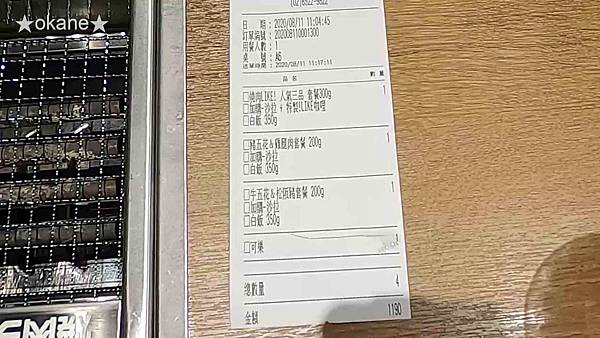 ★okane★
(02)8522-9822
日 期: 2020/08/11 11:04:45
訂單編號: 202008110001300
用餐人數: 1
桌 號: A6
送單時間: 2020/08/11 11:17:11
品名 數量
□燒肉LIKE! 人氣三品 套餐300g 1
□加購-沙拉 + 特製!LIKE咖哩
□白飯 350g
□豬五花&雞腿肉套餐 200g 1
□加購-沙拉
□白飯 350g
□牛五花&松阪豬套餐 200g 1
□加購-沙拉
□白飯 350g
□可樂 1
總數量 4
金額 1190